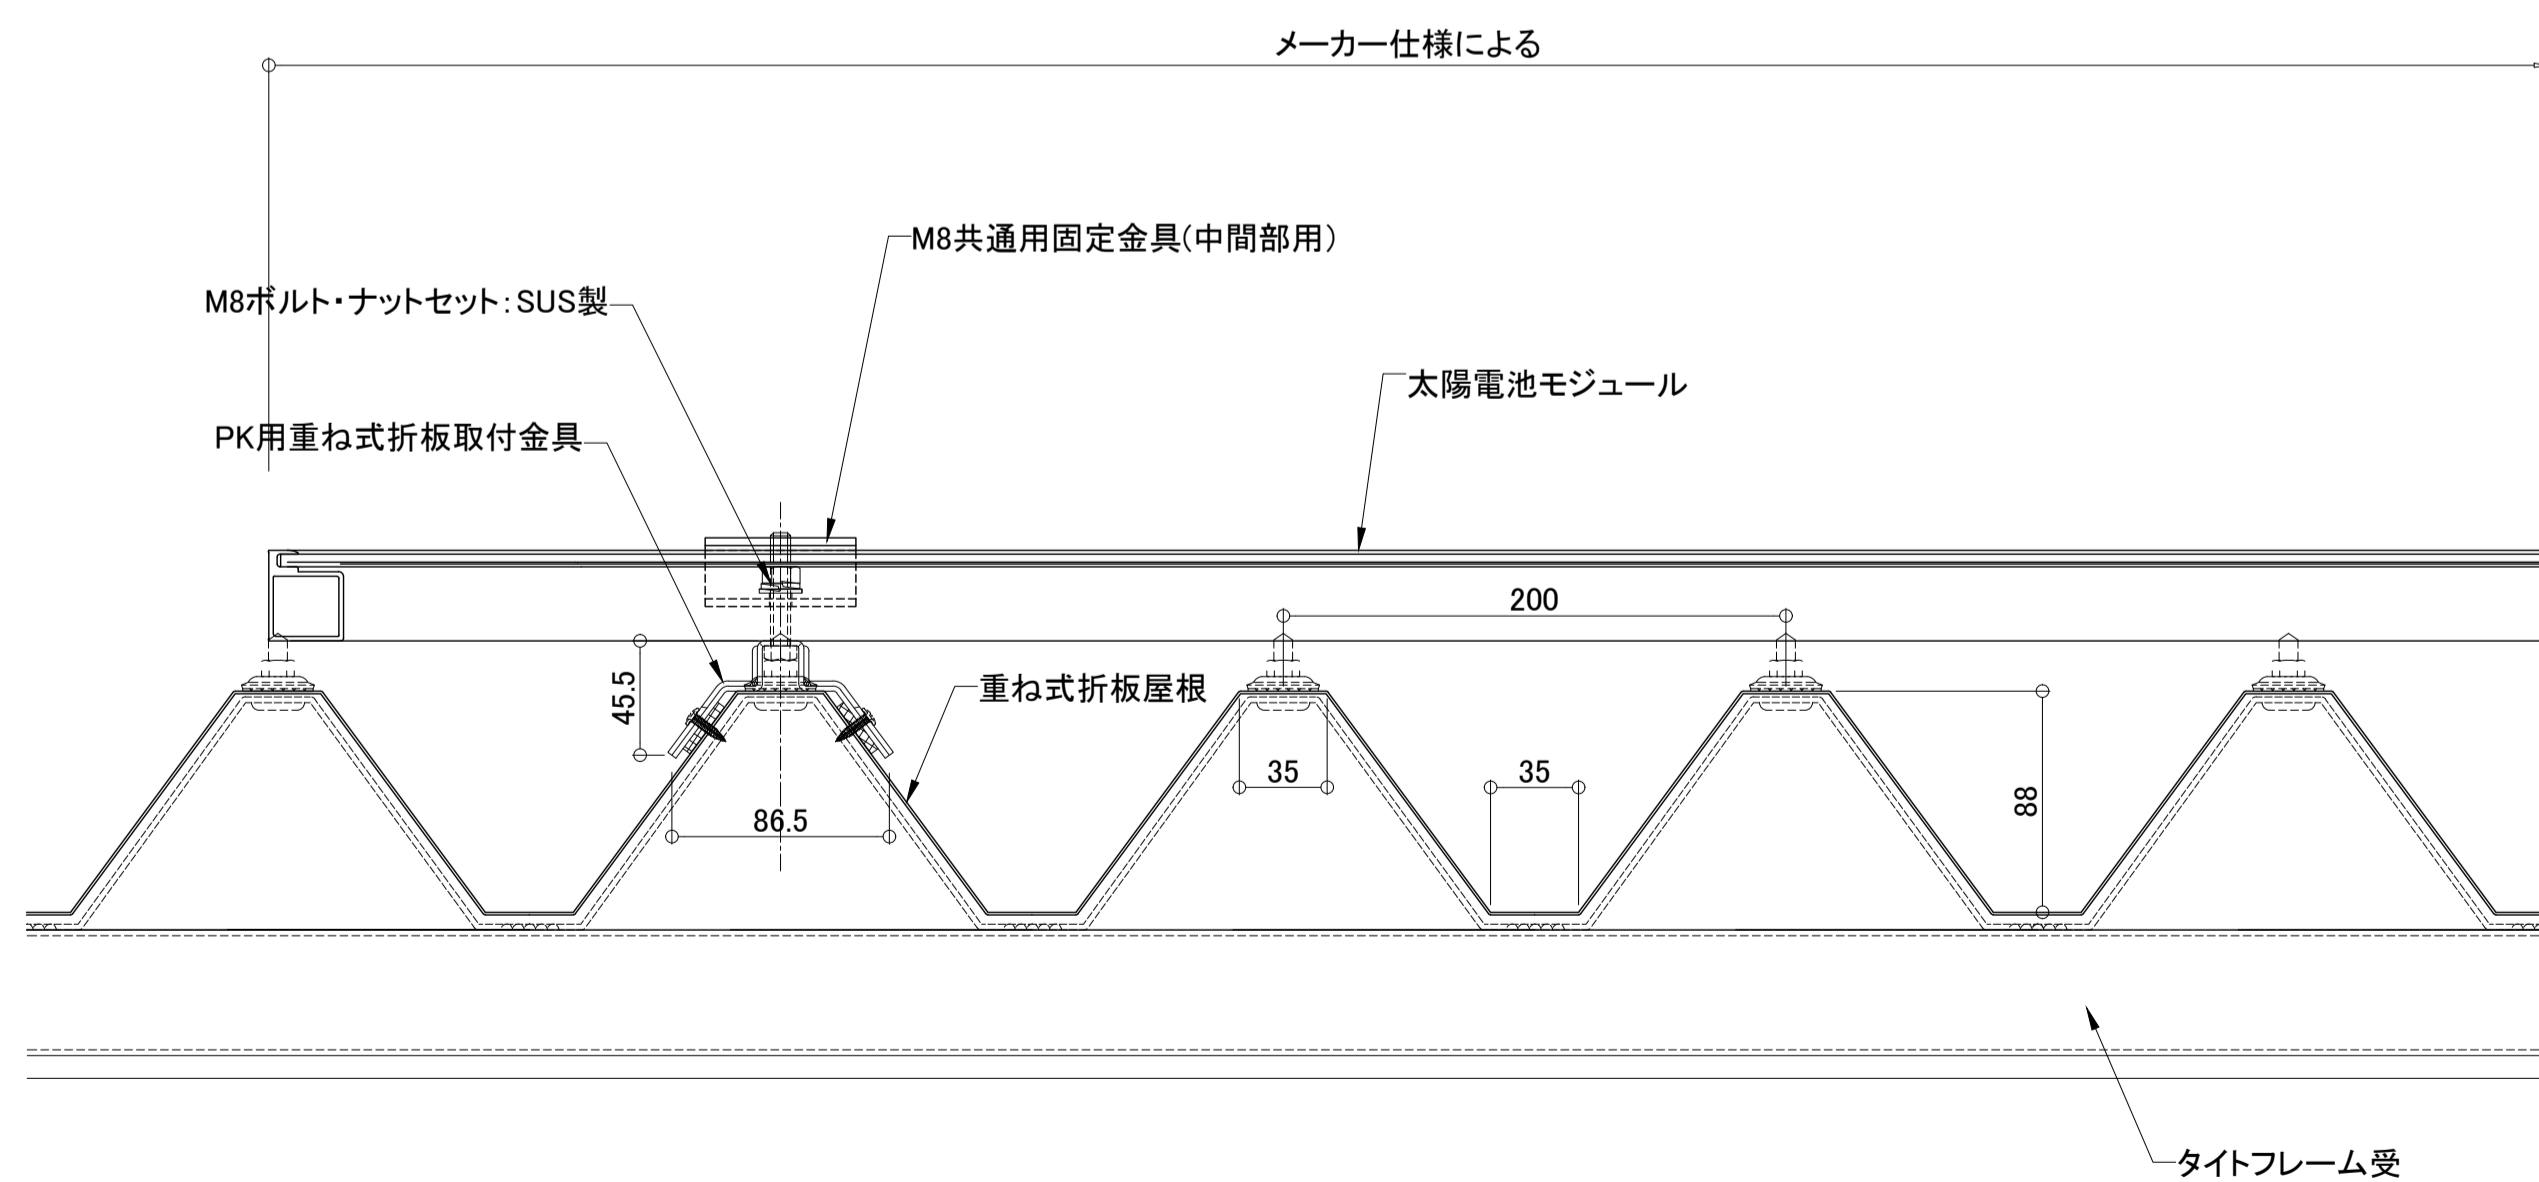 メーカー仕様による
M8共通用固定金具(中間部用)
M8ボルト・ナットセット:SUS製
太陽電池モジュール
PK用重ね式折板取付金具
200
45.5
重ね式折板屋根
35
35
88
86.5
タイトフレーム受